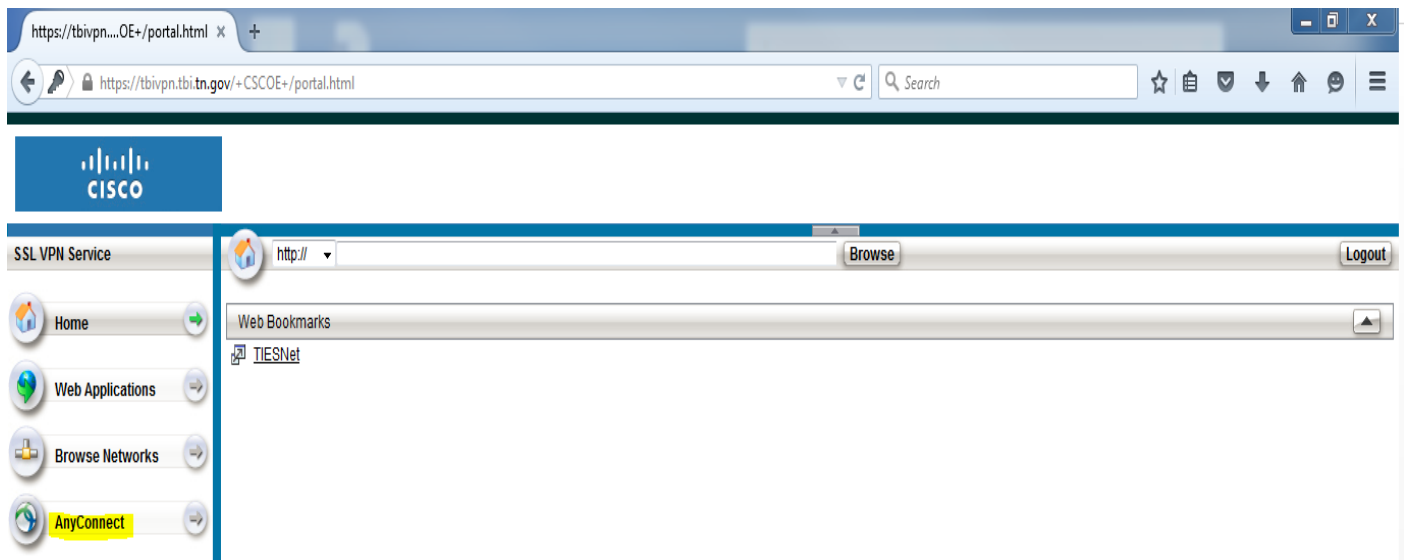 https://tbivpn....OE+/portal.html
https://tbivpn.tbi.tn.gov/+CSCOE+/portal.html
Search
CISCO
SSL VPN Service
http://
Browse
Logout
Home
Web Bookmarks
TIESNet
Web Applications
Browse Networks
AnyConnect